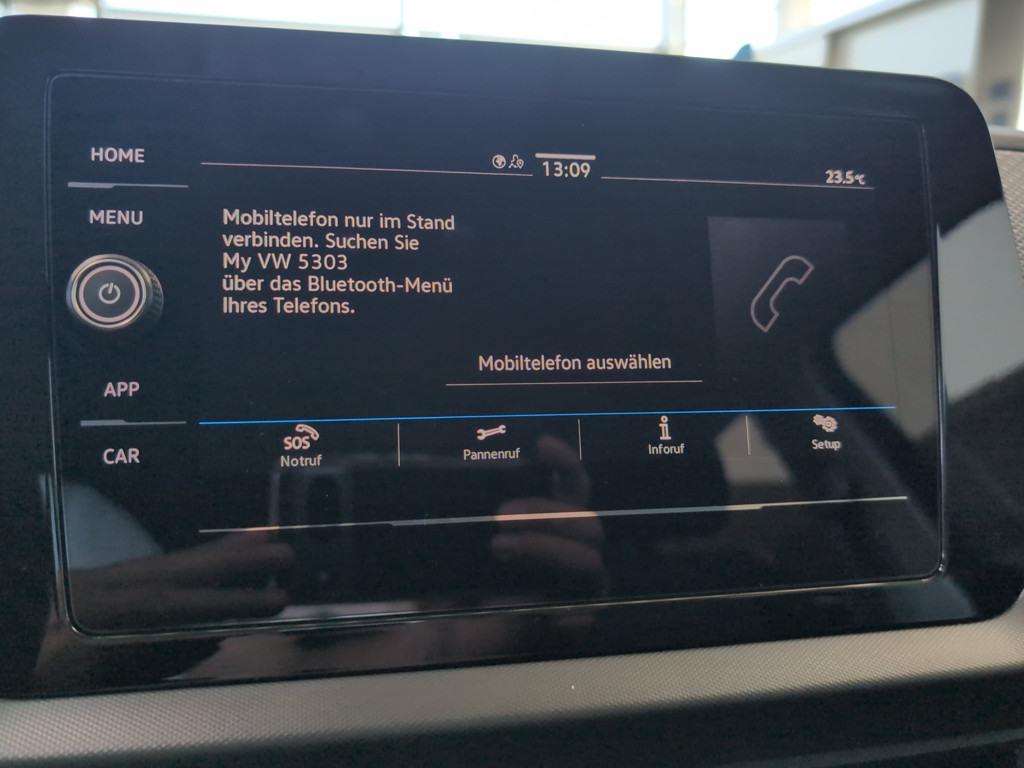 HOME
13:09
23.5°C
MENU
Mobiltelefon nur im Stand
verbinden. Suchen Sie
My VW 5303
über das Bluetooth-Menü
Ihres Telefons.
Mobiltelefon auswählen
APP
CAR
SOS
Notruf
Pannenruf
Inforuf
Setup